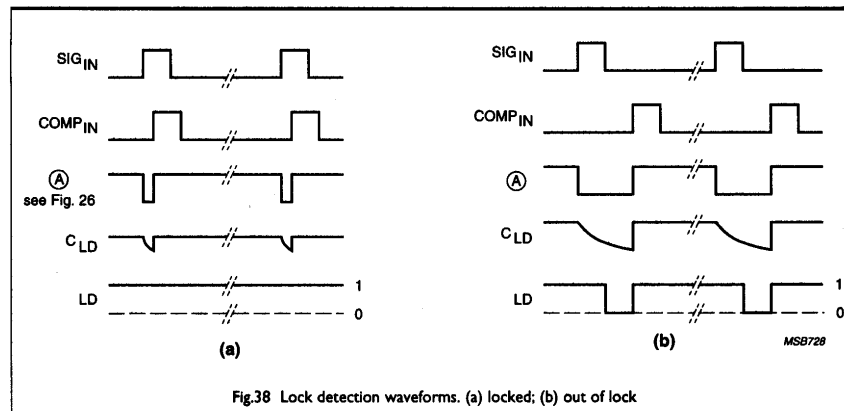 SIG IN
COMP IN
Ⓐ
see Fig. 26
C LD
LD
1
0
(a)
SIG IN
COMP IN
Ⓐ
C LD
LD
1
0
(b)
MSB728
Fig.38 Lock detection waveforms. (a) locked; (b) out of lock